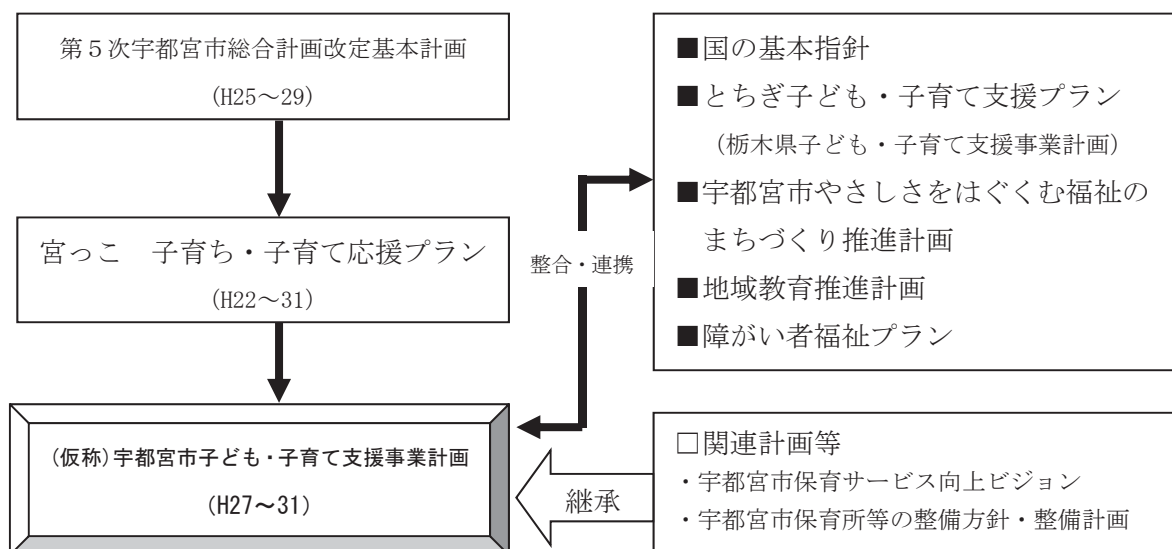 第５次宇都宮市総合計画改定基本計画
(H25～29)
宮っこ　子育ち・子育て応援プラン
(H22～31)
(仮称)宇都宮市子ども・子育て支援事業計画
(H27～31)
整合・連携
■国の基本指針
■とちぎ子ども・子育て支援プラン
（栃木県子ども・子育て支援事業計画）
■宇都宮市やさしさをはぐくむ福祉の
まちづくり推進計画
■地域教育推進計画
■障がい者福祉プラン
継承
□関連計画等
・宇都宮市保育サービス向上ビジョン
・宇都宮市保育所等の整備方針・整備計画